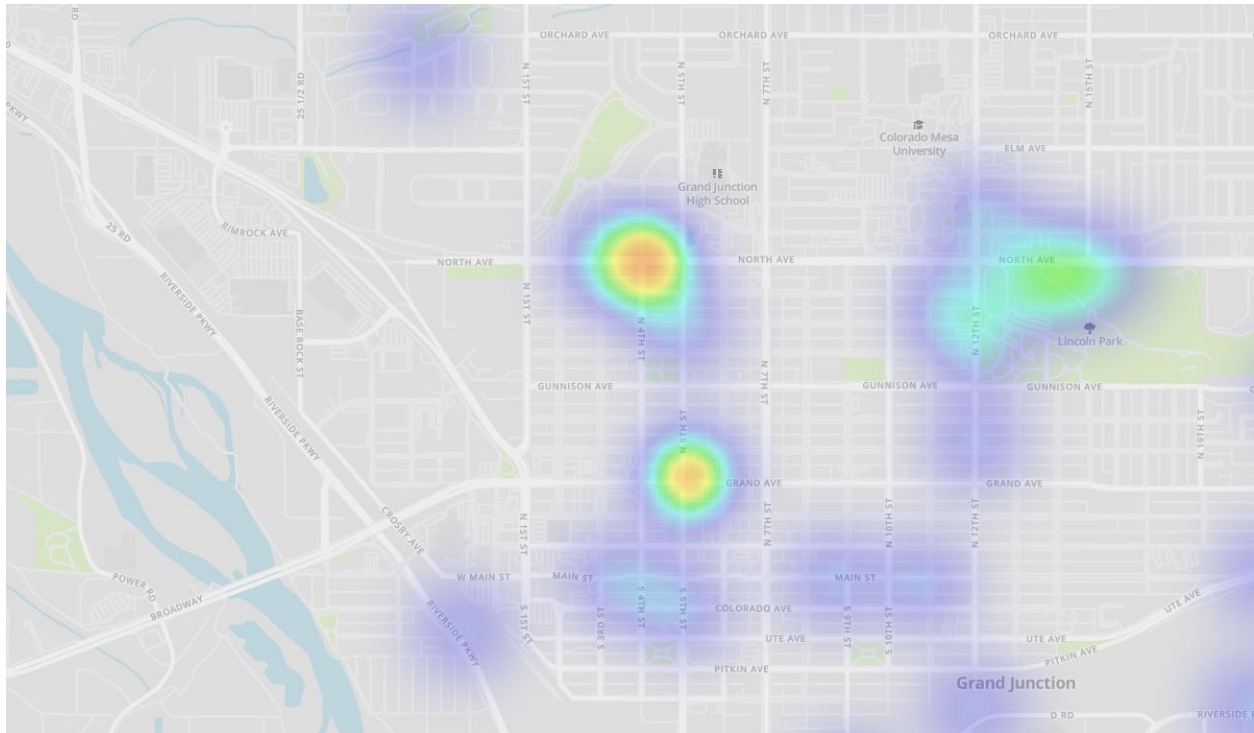 RD
25 1/2 RD
N 1ST ST
ORCHARD AVE
N 5TH ST
ORCHARD AVE
N 7TH ST
ORCHARD AVE
N 15TH ST
PKWY
Colorado Mesa
University
ELM AVE
Grand Junction
High School
25 RD
RIMROCK AVE
NORTH AVE
NORTH AVE
NORTH AVE
RIVERSIDE PKWY
BASE ROCK ST
N 1ST ST
N 4TH ST
N 12TH ST
Lincoln Park
N 7TH ST
GUNNISON AVE
GUNNISON AVE
GUNNISON AVE
G
RIVERSIDE PKWY
N 5TH ST
N 19TH ST
GRAND AVE
GRAND AVE
CROSBY AVE
N 1ST ST
N 7TH ST
N 10TH ST
N 12TH ST
POWER RD
W MAIN ST
MAIN ST
MAIN ST
BROADWAY
RIVERSIDE PKWY
S 1ST ST
S 3RD ST
S 4TH ST
S 5TH ST
COLORADO AVE
S 9TH ST
S 10TH ST
UTE AVE
UTE AVE
UTE AVE
PITKIN AVE
PITKIN AVE
Grand Junction
D RD
RIVERSIDE P